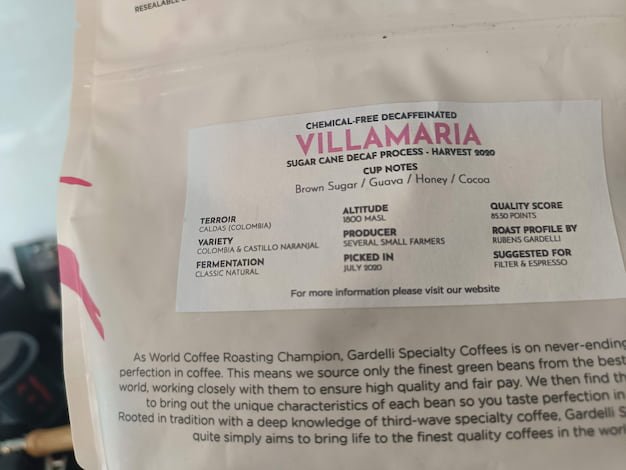 RESEALABLE
CHEMICAL-FREE DECAFFEINATED
VILLAMARIA
SUGAR CANE DECAF PROCESS - HARVEST 2020
CUP NOTES
Brown Sugar / Guava / Honey / Cocoa
TERROIR
CALDAS (COLOMBIA)
VARIETY
COLOMBIA & CASTILLO NARANJAL
FERMENTATION
CLASSIC NATURAL
ALTITUDE
1800 MASL
PRODUCER
SEVERAL SMALL FARMERS
PICKED IN
JULY 2020
QUALITY SCORE
85.50 POINTS
ROAST PROFILE BY
RUBENS GARDELLI
SUGGESTED FOR
FILTER & ESPRESSO
For more information please visit our website
As World Coffee Roasting Champion, Gardelli Specialty Coffees is on never-ending
perfection in coffee. This means we source only the finest green beans from the best
world, working closely with them to ensure high quality and fair pay. We then find th
to bring out the unique characteristics of each bean so you taste perfection in
Rooted in tradition with a deep knowledge of third-wave specialty coffee, Gardelli S
quite simply aims to bring life to the finest quality coffees in the worl